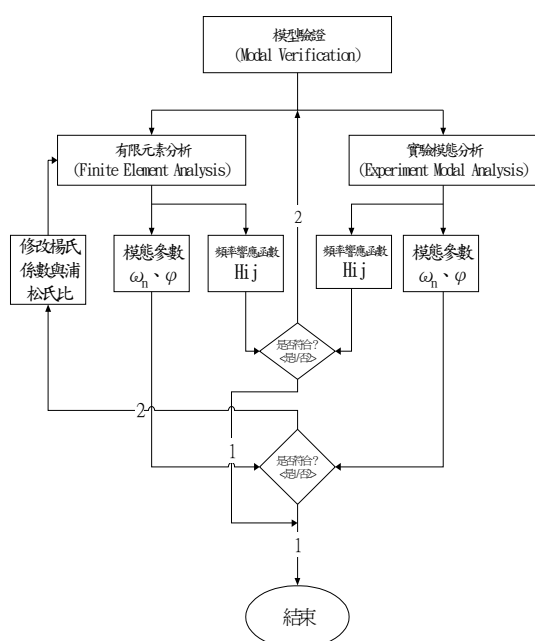 模型驗證
(Modal Verification)
有限元素分析
(Finite Element Analysis)
實驗模態分析
(Experiment Modal Analysis)
2
修改楊氏
係數與浦
松氏比
模態參數
ωn、φ
頻率響應函數
Hij
頻率響應函數
Hij
模態參數
ωn、φ
是否符合?
<是/否>
2
1
是否符合?
<是/否>
1
結束